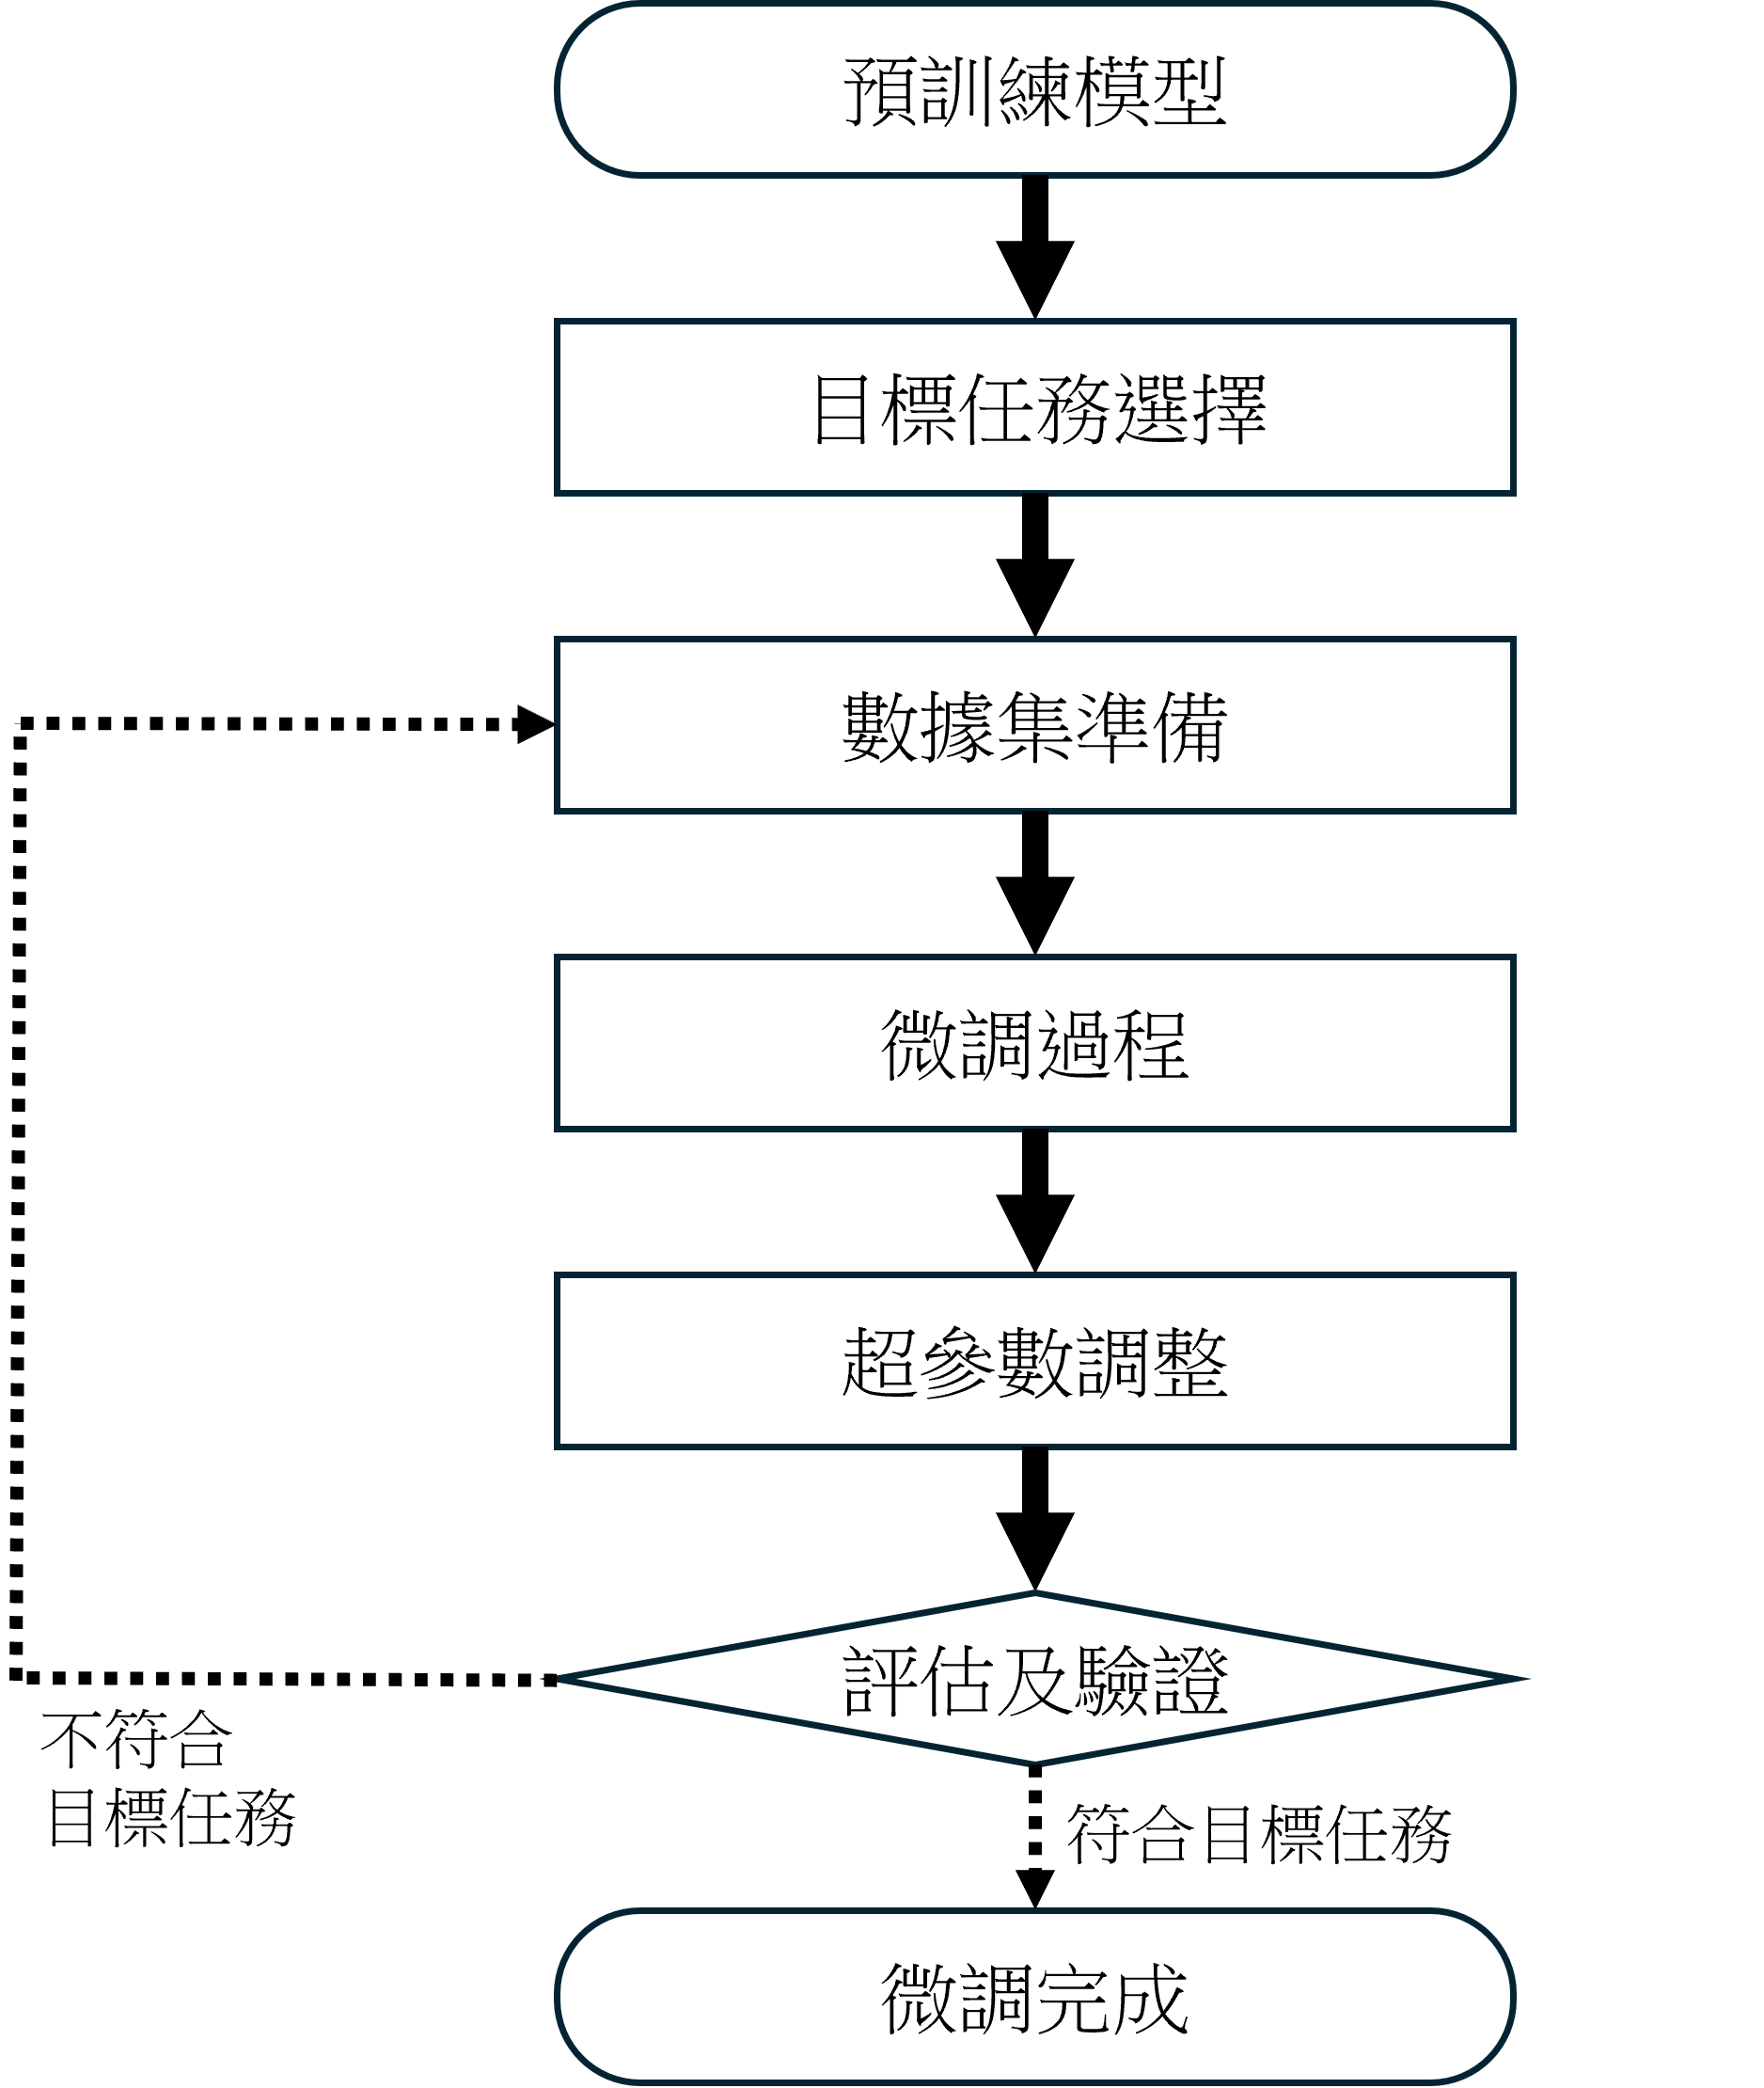 預訓練模型
目標任務選擇
數據集準備
微調過程
超參數調整
評估及驗證
不符合
目標任務
符合目標任務
微調完成